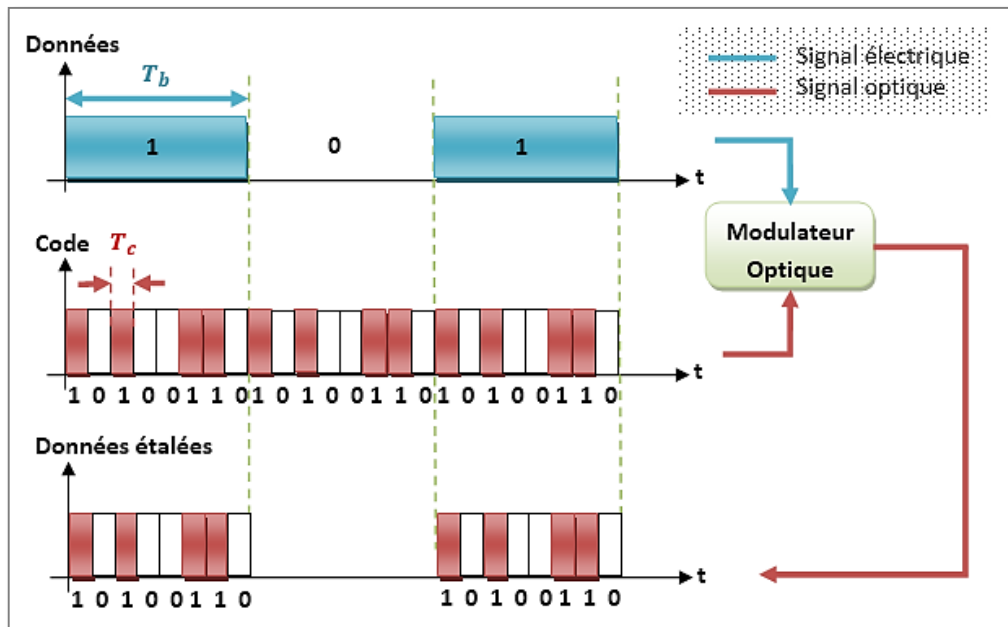 Données
Signal électrique
Signal optique
T_b
1 0 1
t
Code
T_c
Modulateur
Optique
t
1 0 1 0 0 1 1 0 1 0 1 0 0 1 1 0 1 0 1 0 0 1 1 0
Données étalées
t
1 0 1 0 0 1 1 0 1 0 1 0 0 1 1 0